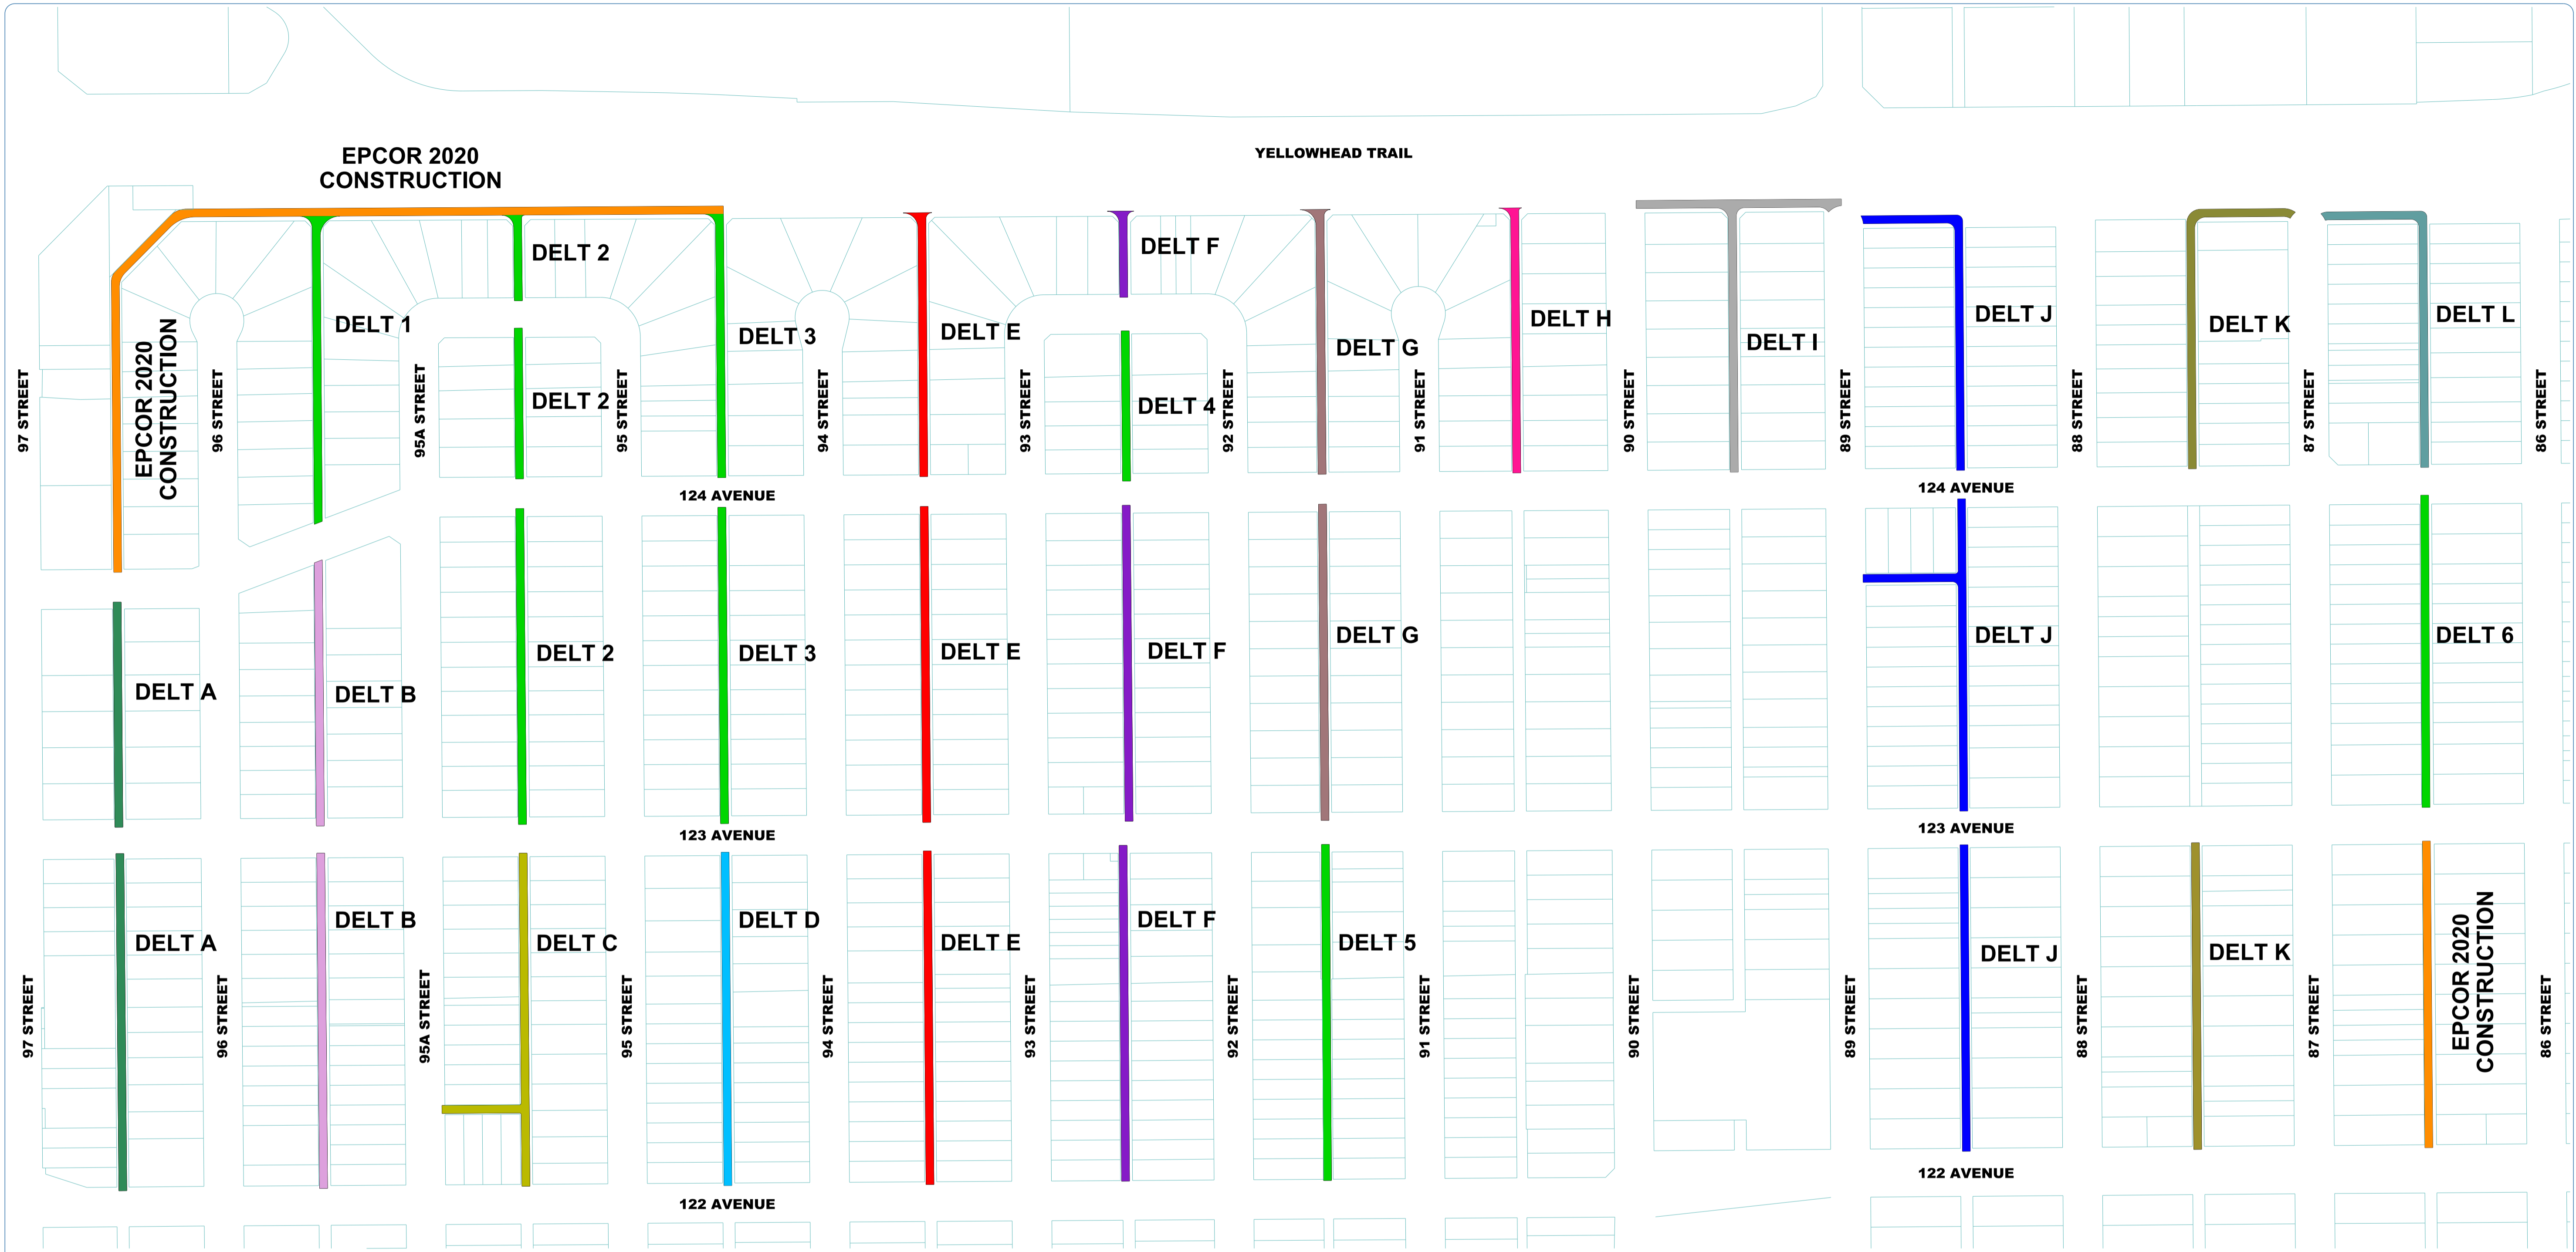 EPCOR 2020
CONSTRUCTION
YELLOWHEAD TRAIL
DELT 2
DELT F
DELT 1
DELT 3
DELT E
DELT G
DELT H
DELT I
DELT J
DELT K
DELT L
EPCOR 2020
CONSTRUCTION
DELT 2
DELT 4
97 STREET
96 STREET
95A STREET
95 STREET
94 STREET
93 STREET
92 STREET
91 STREET
90 STREET
89 STREET
88 STREET
87 STREET
86 STREET
124 AVENUE
124 AVENUE
DELT A
DELT B
DELT 2
DELT 3
DELT E
DELT F
DELT G
DELT J
DELT 6
123 AVENUE
123 AVENUE
DELT A
DELT B
DELT C
DELT D
DELT E
DELT F
DELT 5
DELT J
DELT K
EPCOR 2020
CONSTRUCTION
97 STREET
96 STREET
95A STREET
95 STREET
94 STREET
93 STREET
92 STREET
91 STREET
90 STREET
89 STREET
88 STREET
87 STREET
86 STREET
122 AVENUE
122 AVENUE